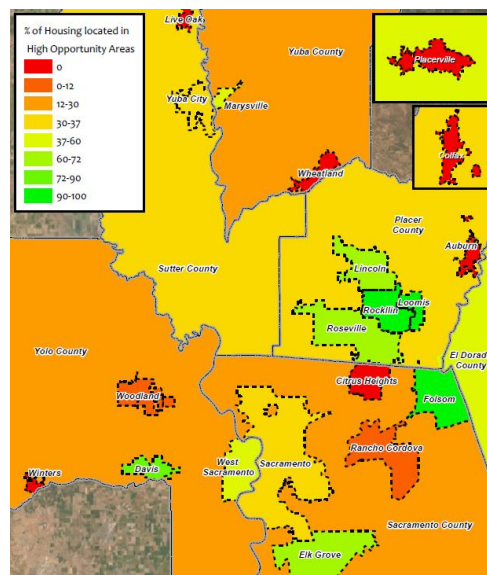 % of Housing located in
High Opportunity Areas
0
0-12
12-30
30-37
37-60
60-72
72-90
90-100
Live Oak
Yuba County
Placerville
Yuba City
Marysville
Colfax
Wheatland
Placer
County
Auburn
Sutter County
Lincoln
Loomis
Rockllin
Roseville
Yolo County
El Dorad
County
Citrus Heights
Woodland
Folsom
Rancho Cordova
West
Sacramento
Sacramento
Davis
Winters
Sacramento County
Elk Grove